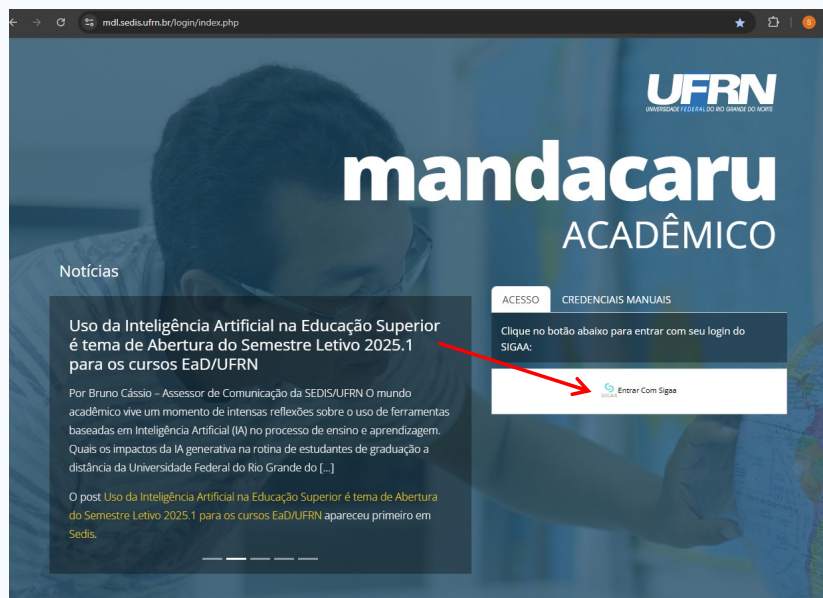 mdl.sedis.ufrn.br/login/index.php
S
UFRN
UNIVERSIDADE FEDERAL DO RIO GRANDE DO NORTE
mandacaru
ACADÊMICO
Notícias
Uso da Inteligência Artificial na Educação Superior
é tema de Abertura do Semestre Letivo 2025.1
para os cursos EaD/UFRN
Por Bruno Cássio – Assessor de Comunicação da SEDIS/UFRN O mundo
acadêmico vive um momento de intensas reflexões sobre o uso de ferramentas
baseadas em Inteligência Artificial (IA) no processo de ensino e aprendizagem.
Quais os impactos da IA generativa na rotina de estudantes de graduação a
distância da Universidade Federal do Rio Grande do [...]
O post Uso da Inteligência Artificial na Educação Superior é tema de Abertura
do Semestre Letivo 2025.1 para os cursos EaD/UFRN apareceu primeiro em
Sedis.
ACESSO CREDENCIAIS MANUAIS
Clique no botão abaixo para entrar com seu login do
SIGAA:
SIGAA Entrar Com Sigaa